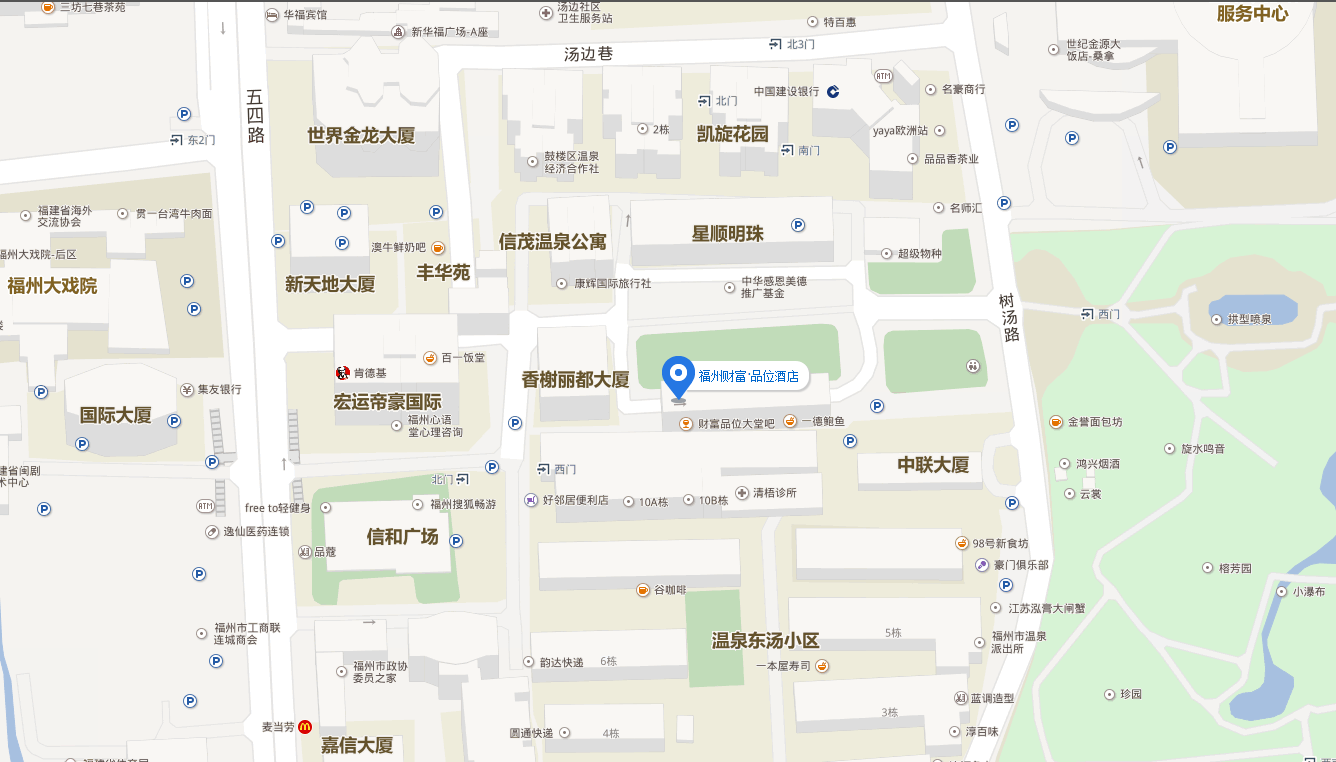 三坊七巷茶苑
华福宾馆
新华福广场-A座
汤边社区
卫生服务站
特百惠
服务中心
汤边巷
北3门
世纪金源大
饭店-桑拿
五四路
P
东2门
世界金龙大厦
北门
中国建设银行
ATM
名豪商行
2栋
凯旋花园
yaya欧洲站
P
P
P
南门
鼓楼区温泉
经济合作社
品品香茶业
福建省海外
交流协会
贯一台湾牛肉面
P
P
P
名师汇
P
P
P
澳牛鲜奶吧
信茂温泉公寓
星顺明珠
P
福州大戏院-后区
超级物种
福州大戏院
P
新天地大厦
丰华苑
康辉国际旅行社
中华感恩美德
推广基金
P
树汤路
西门
拱型喷泉
百一饭堂
肯德基
香榭丽都大厦
福州财富·品位酒店
P
集友银行
宏运帝豪国际
国际大厦
P
P
福州心语
堂心理咨询
P
财富品位大堂吧
一德鲍鱼
P
P
金誉面包坊
旋水鸣音
P
建省闽剧
术中心
北门
P
西门
中联大厦
鸿兴烟酒
云裳
P
ATM
free to轻健身
福州搜狐畅游
好邻居便利店
10A栋
10B栋
清梧诊所
P
逸仙医药连锁
品蔻
信和广场
P
98号新食坊
豪门俱乐部
P
谷咖啡
P
榕芳园
小瀑布
江苏泓膏大闸蟹
福州市工商联
连城商会
P
5栋
温泉东汤小区
福州市温泉
派出所
福州市政协
委员之家
韵达快递
6栋
一本屋寿司
P
蓝调造型
珍园
麦当劳
嘉信大厦
圆通快递
4栋
3栋
淳百味